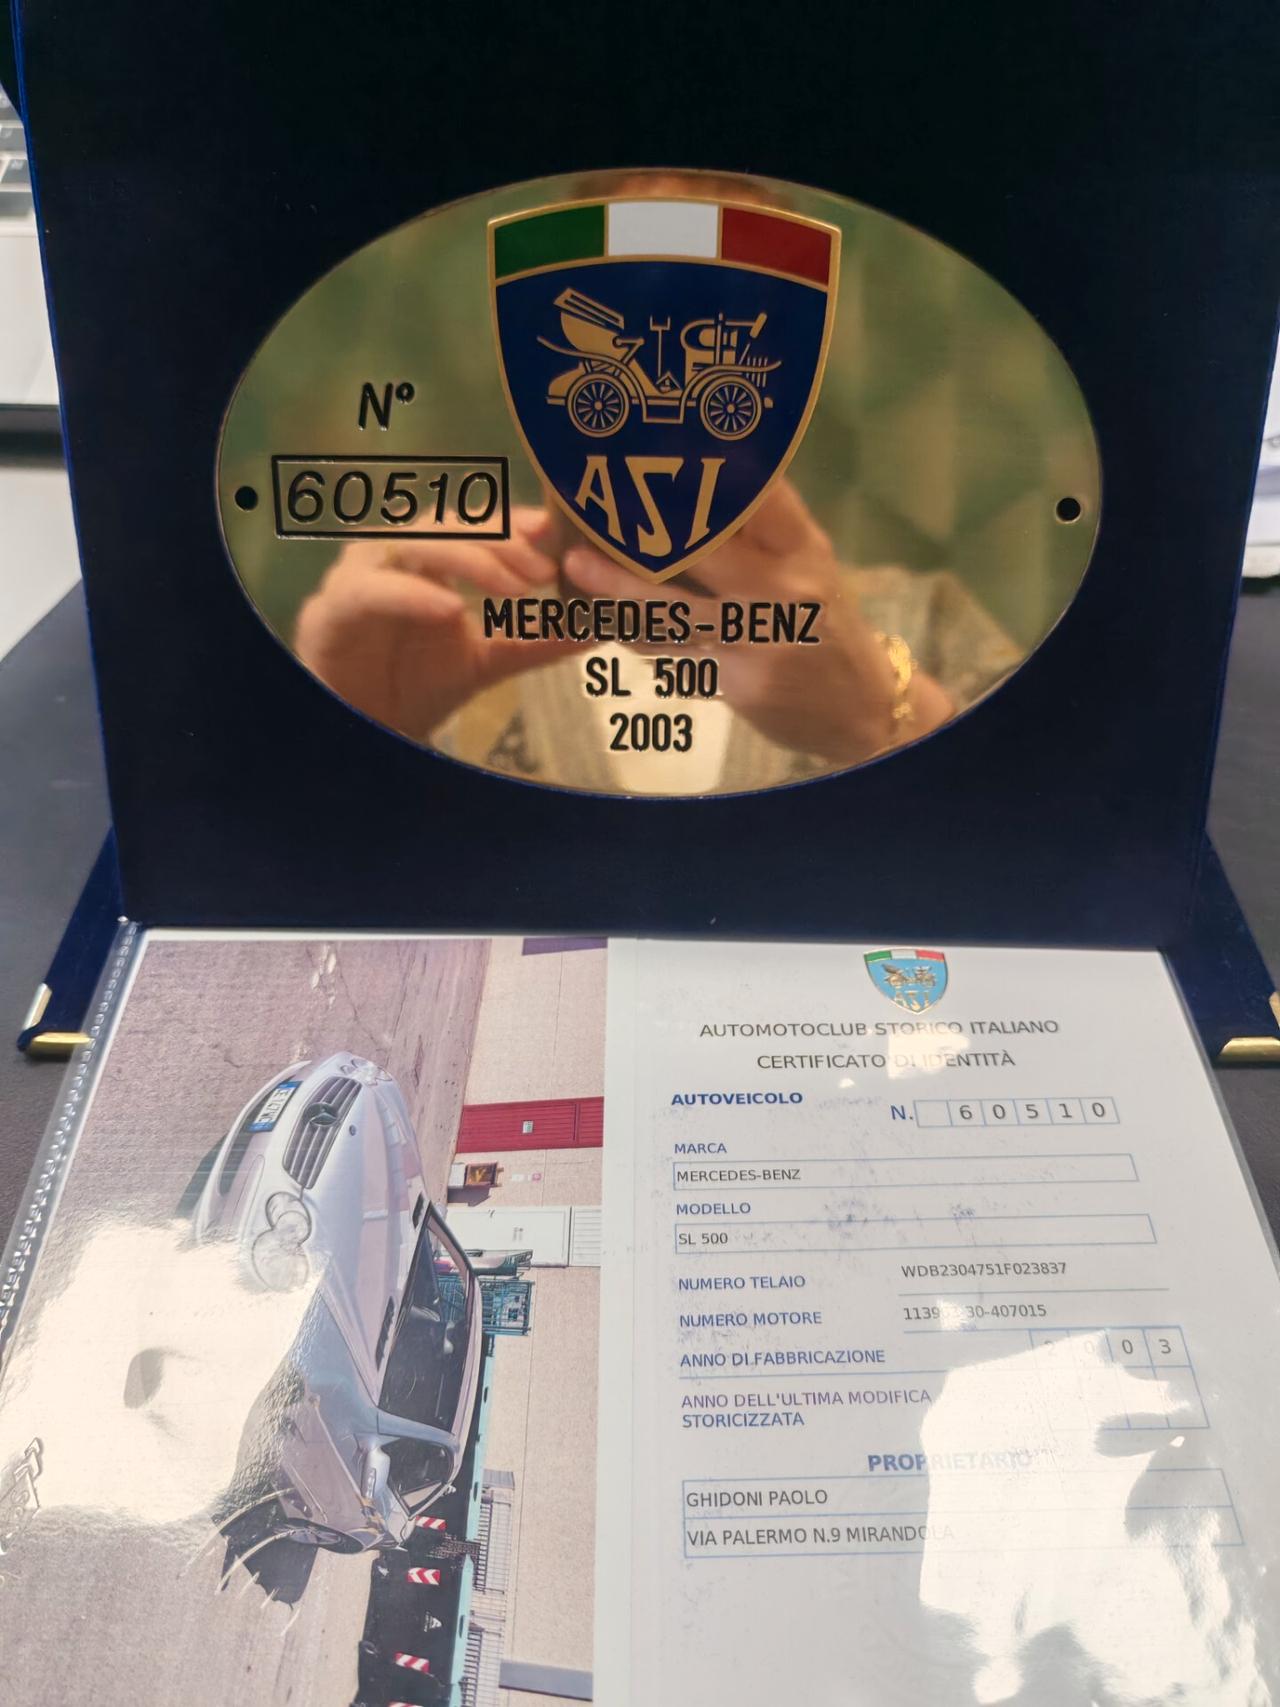 N°
60510
ASI
MERCEDES-BENZ
SL 500
2003
ASI
AUTOMOTOCLUB STORICO ITALIANO
CERTIFICATO DI IDENTITÀ
AUTOVEICOLO
N. 60510
MARCA
MERCEDES-BENZ
MODELLO
SL 500
NUMERO TELAIO WDB2304751F023837
NUMERO MOTORE
ANNO DI FABBRICAZIONE 2003
ANNO DELL'ULTIMA MODIFICA
STORICIZZATA
PROPRIETARIO
GHIDONI PAOLO
VIA PALERMO N.9 MIRANDOLA